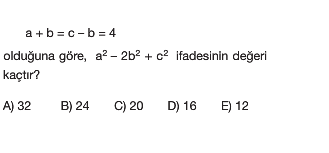 a + b = c – b = 4
olduğuna göre, a² – 2b² + c² ifadesinin değeri
kaçtır?
A) 32 B) 24 C) 20 D) 16 E) 12